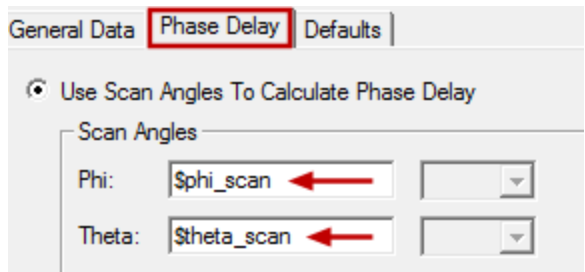 General Data Phase Delay Defaults
Use Scan Angles To Calculate Phase Delay
Scan Angles
Phi: $phi_scan
Theta: $theta_scan